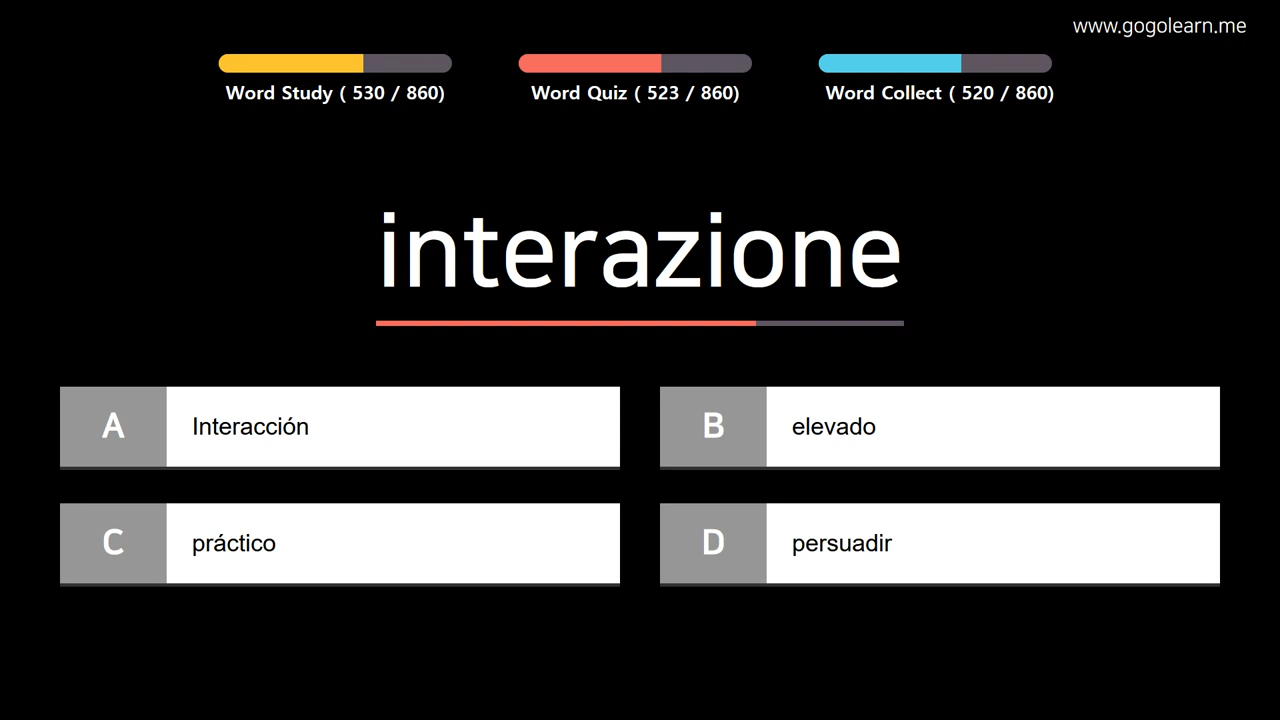 www.gogolearn.me
Word Study ( 530 / 860)
Word Quiz ( 523 / 860)
Word Collect ( 520 / 860)
interazione
A
Interacción
B
elevado
C
práctico
D
persuadir